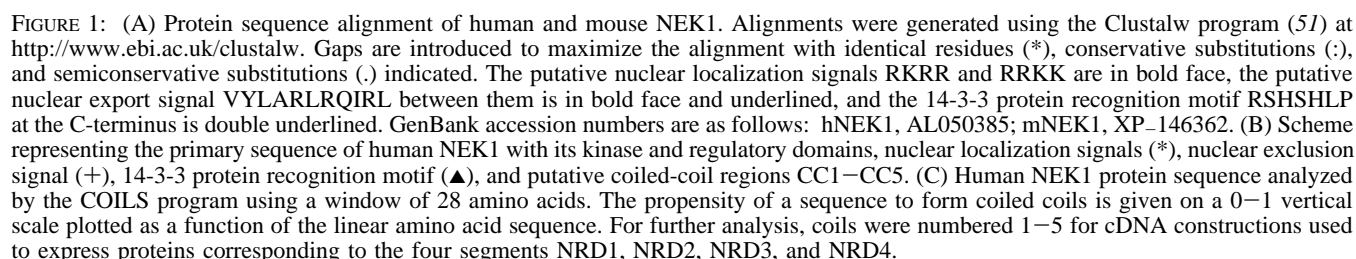 FIGURE 1: (A) Protein sequence alignment of human and mouse NEK1. Alignments were generated using the Clustalw program (51) at
http://www.ebi.ac.uk/clustalw. Gaps are introduced to maximize the alignment with identical residues (*), conservative substitutions (:),
and semiconservative substitutions (.) indicated. The putative nuclear localization signals RKRR and RRKK are in bold face, the putative
nuclear export signal VYLARLRQIRL between them is in bold face and underlined, and the 14-3-3 protein recognition motif RSHSHLP
at the C-terminus is double underlined. GenBank accession numbers are as follows: hNEK1, AL050385; mNEK1, XP_146362. (B) Scheme
representing the primary sequence of human NEK1 with its kinase and regulatory domains, nuclear localization signals (*), nuclear exclusion
signal (+), 14-3-3 protein recognition motif (▲), and putative coiled-coil regions CC1−CC5. (C) Human NEK1 protein sequence analyzed
by the COILS program using a window of 28 amino acids. The propensity of a sequence to form coiled coils is given on a 0−1 vertical
scale plotted as a function of the linear amino acid sequence. For further analysis, coils were numbered 1−5 for cDNA constructions used
to express proteins corresponding to the four segments NRD1, NRD2, NRD3, and NRD4.